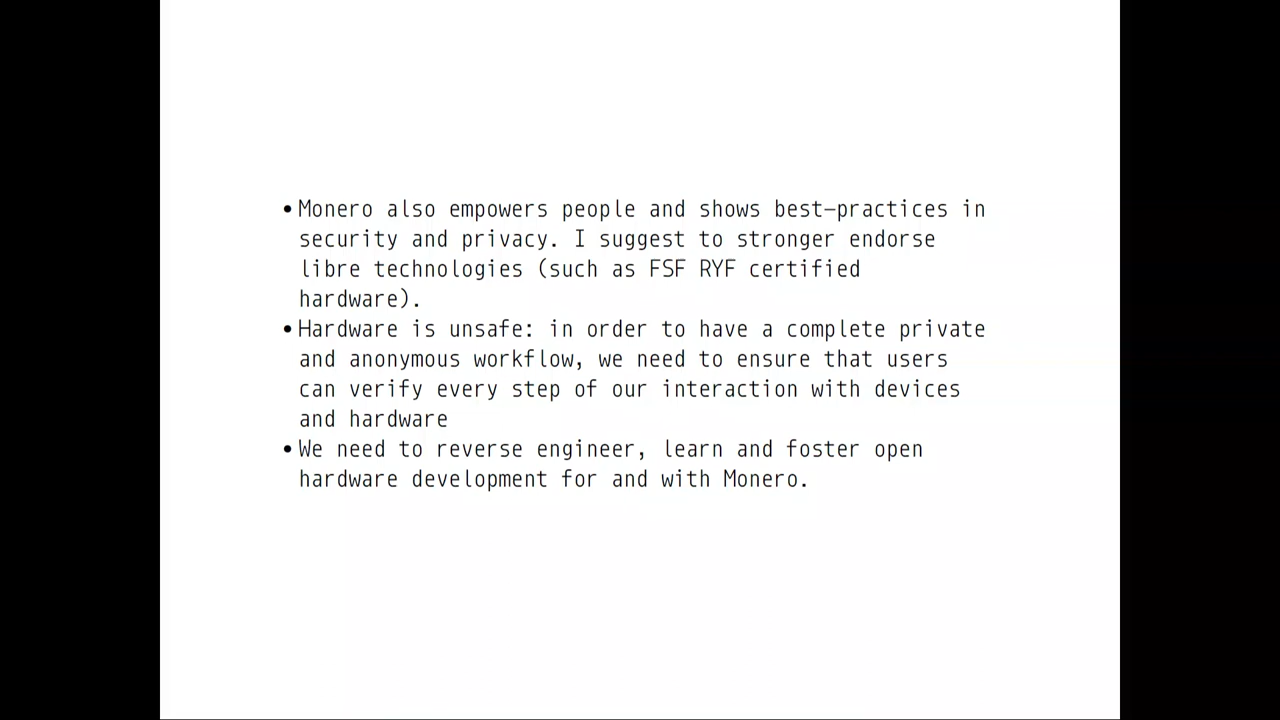 •Monero also empowers people and shows best–practices in
security and privacy. I suggest to stronger endorse
libre technologies (such as FSF RYF certified
hardware).
•Hardware is unsafe: in order to have a complete private
and anonymous workflow, we need to ensure that users
can verify every step of our interaction with devices
and hardware
•We need to reverse engineer, learn and foster open
hardware development for and with Monero.